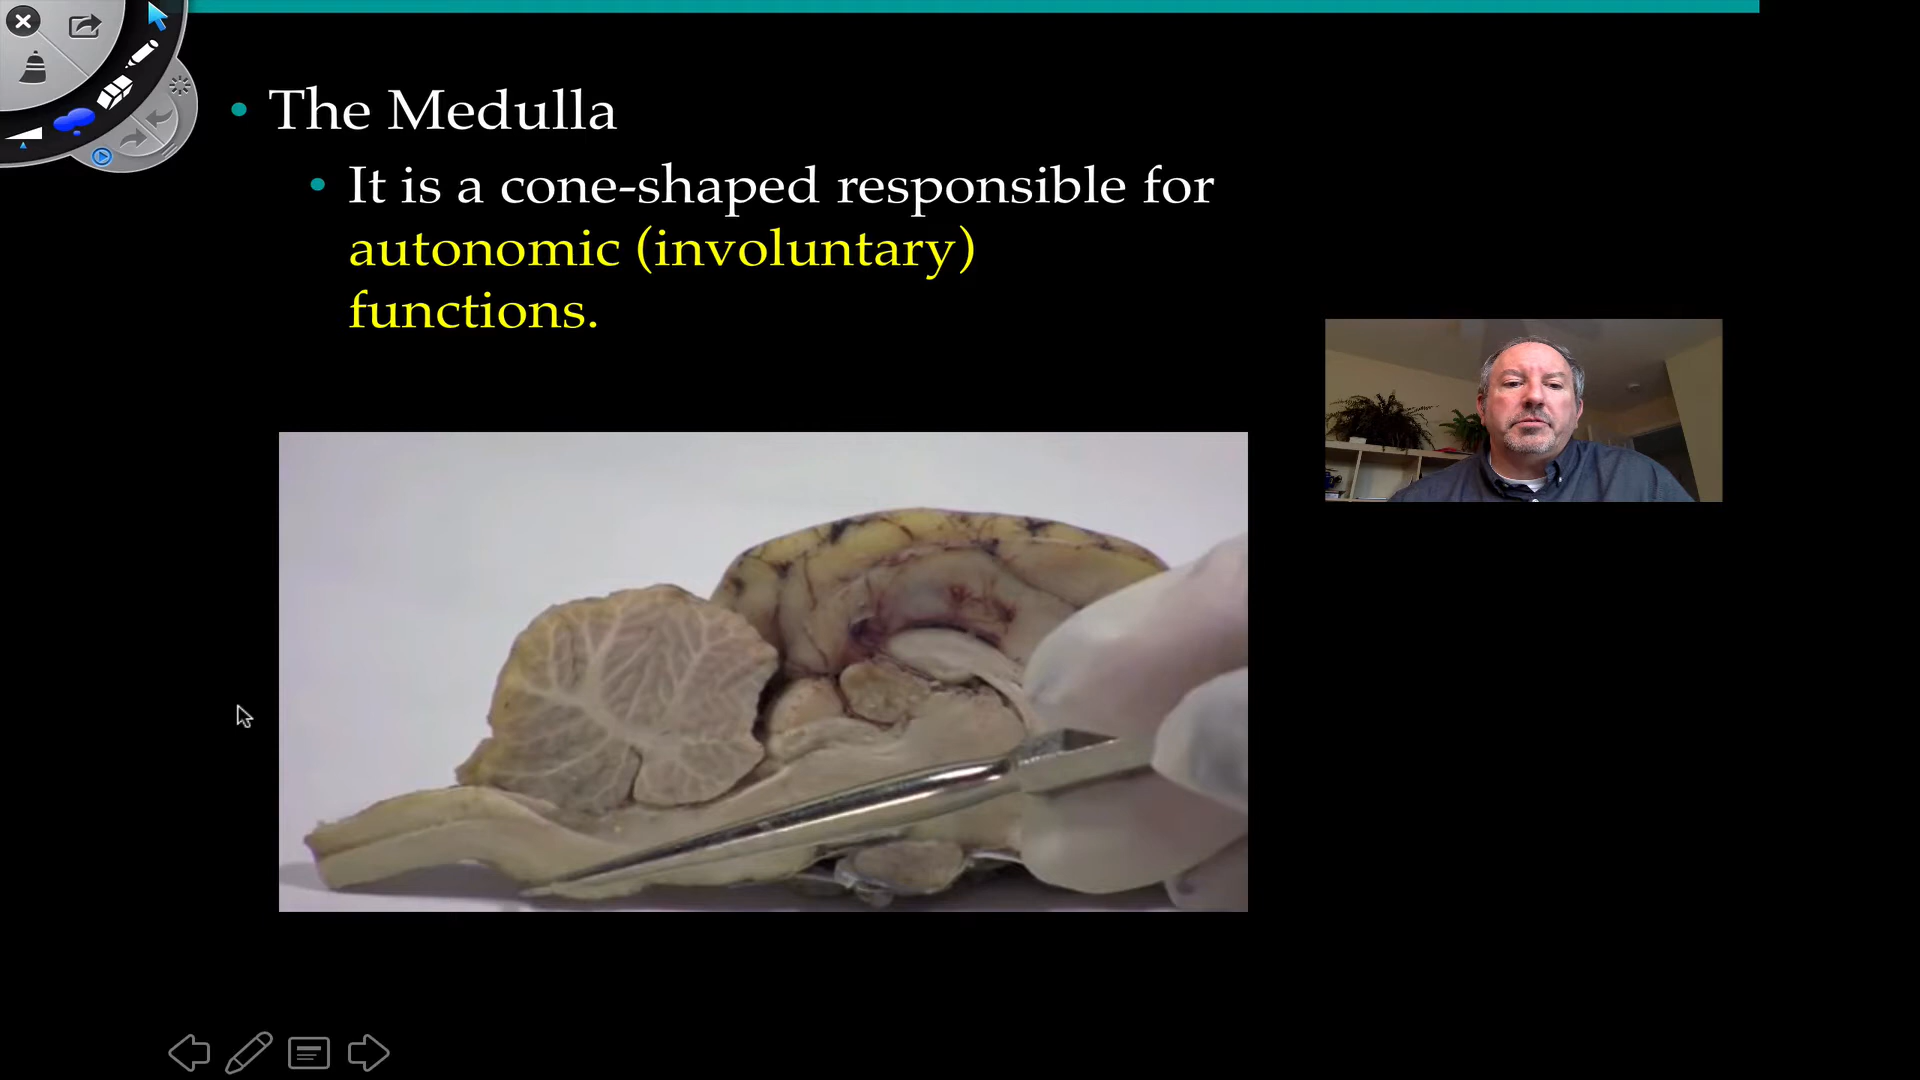 • The Medulla
• It is a cone-shaped responsible for
autonomic (involuntary)
functions.